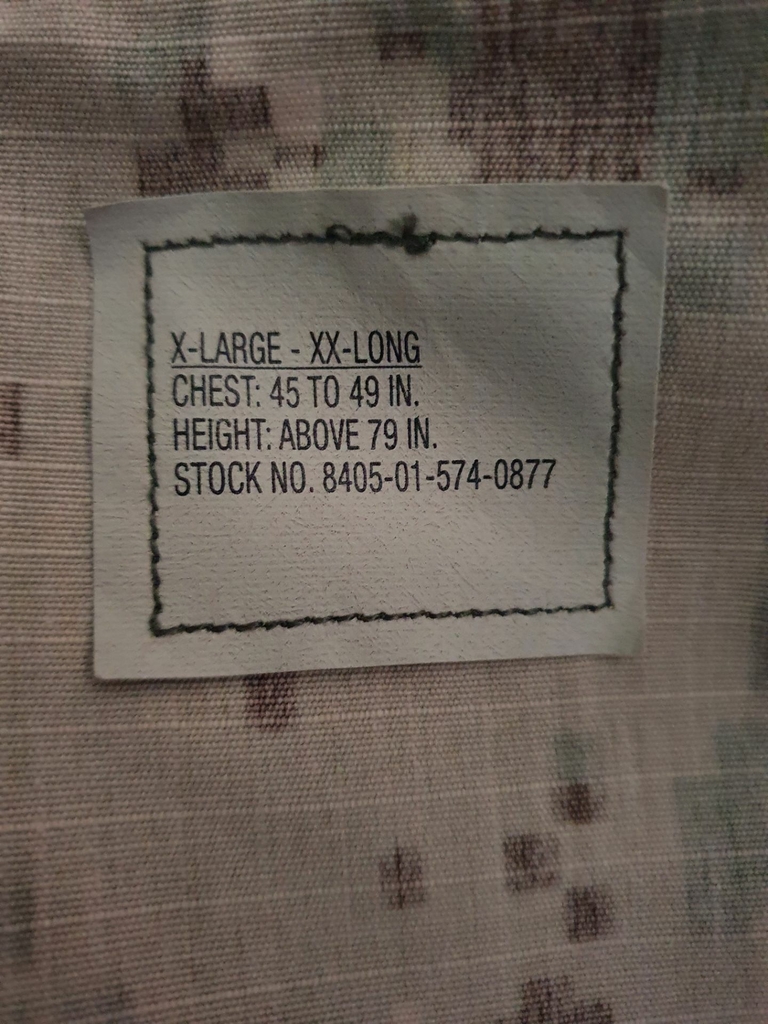 X-LARGE - XX-LONG
CHEST: 45 TO 49 IN.
HEIGHT: ABOVE 79 IN.
STOCK NO. 8405-01-574-0877